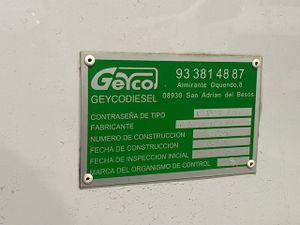 Geyco
GEYCODIESEL
93 381 48 87
Almirante Oquendo, 8
08930 San Adrian del Besós
CONTRASEÑA DE TIPO
FABRICANTE
NUMERO DE CONSTRUCCION
FECHA DE CONSTRUCCION
FECHA DE INSPECCION INICIAL
MARCA DEL ORGANISMO DE CONTROL